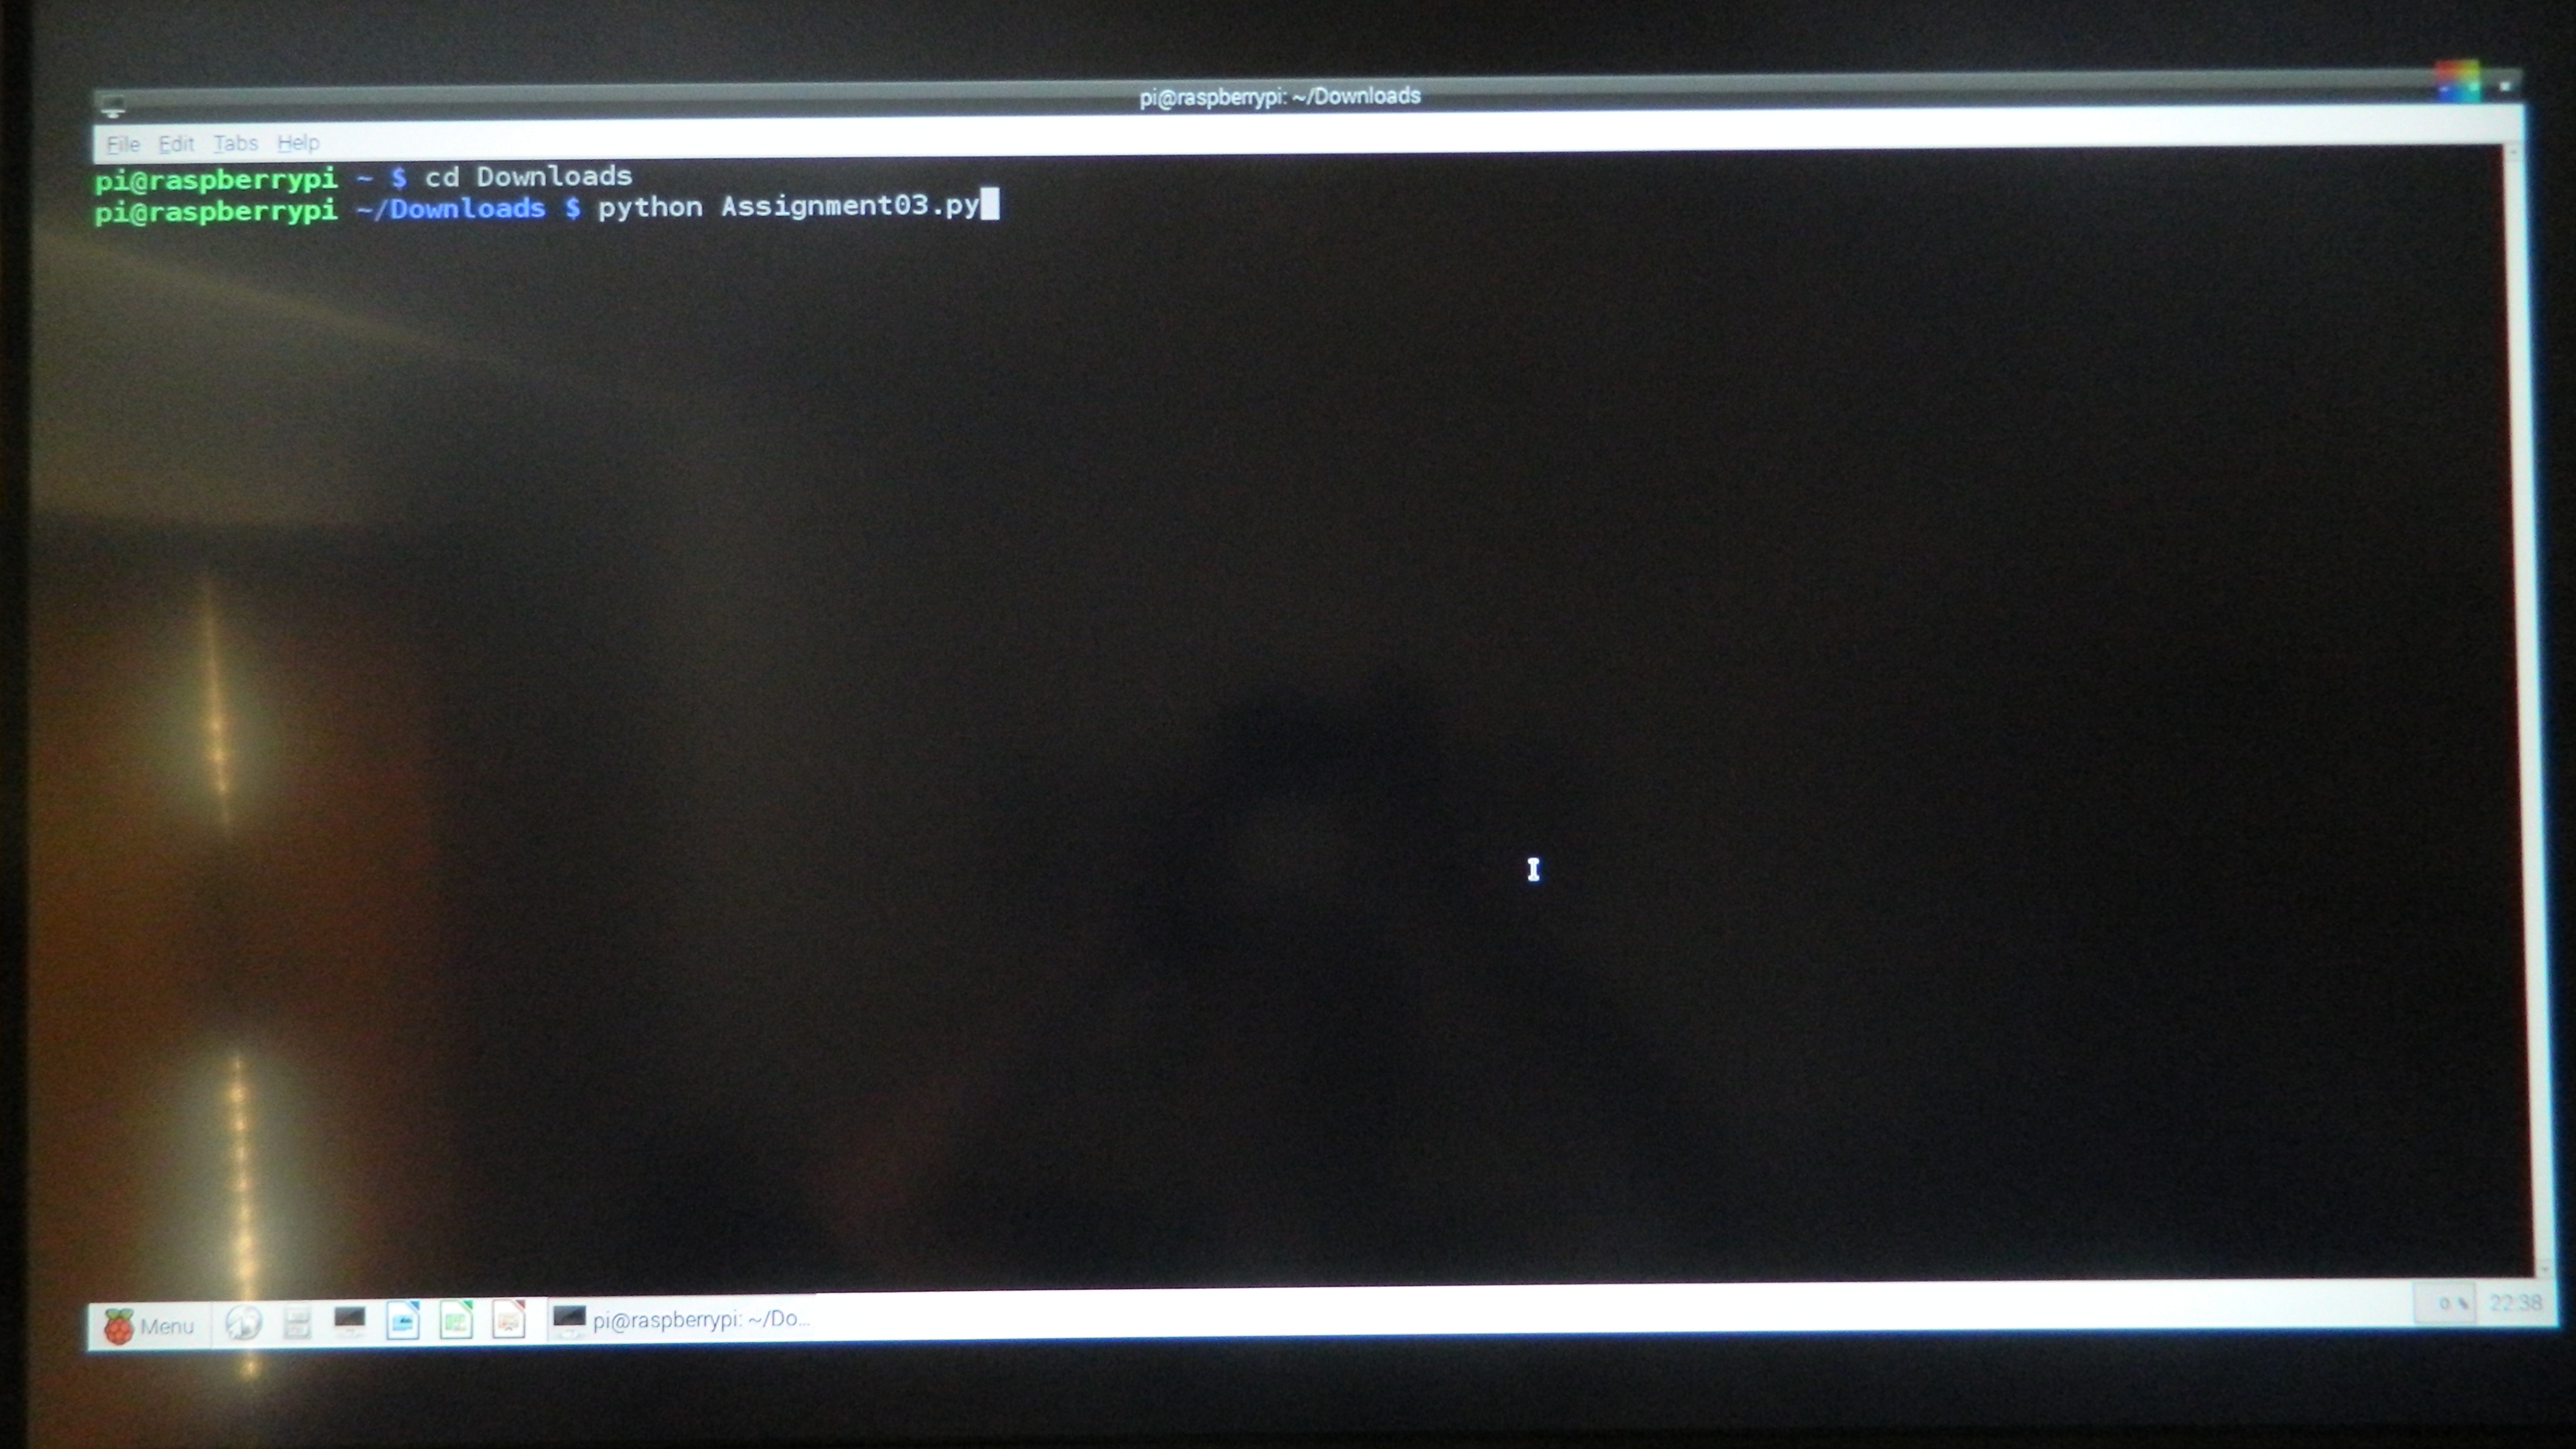 pi@raspberrypi: ~/Downloads
File Edit Tabs Help
pi@raspberrypi ~ $ cd Downloads
pi@raspberrypi ~/Downloads $ python Assignment03.py
Menu
pi@raspberrypi: ~/Do...
0 %
22:38